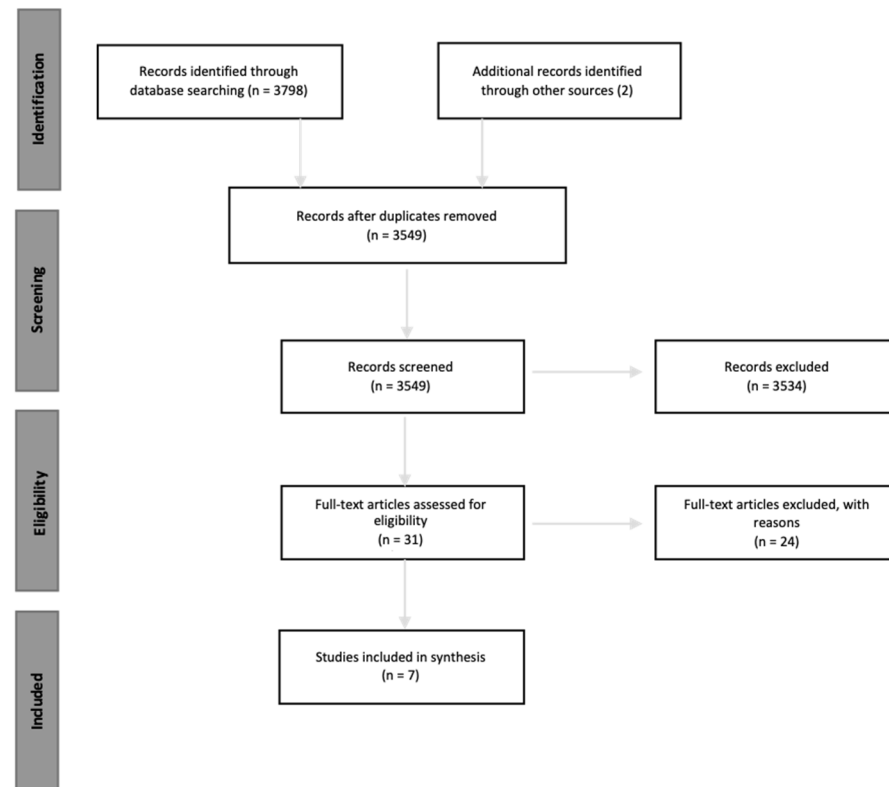 Identification
Records identified through
database searching (n = 3798)
Additional records identified
through other sources (2)
Records after duplicates removed
(n = 3549)
Screening
Records screened
(n = 3549)
Records excluded
(n = 3534)
Eligibility
Full-text articles assessed for
eligibility
(n = 31)
Full-text articles excluded, with
reasons
(n = 24)
Included
Studies included in synthesis
(n = 7)